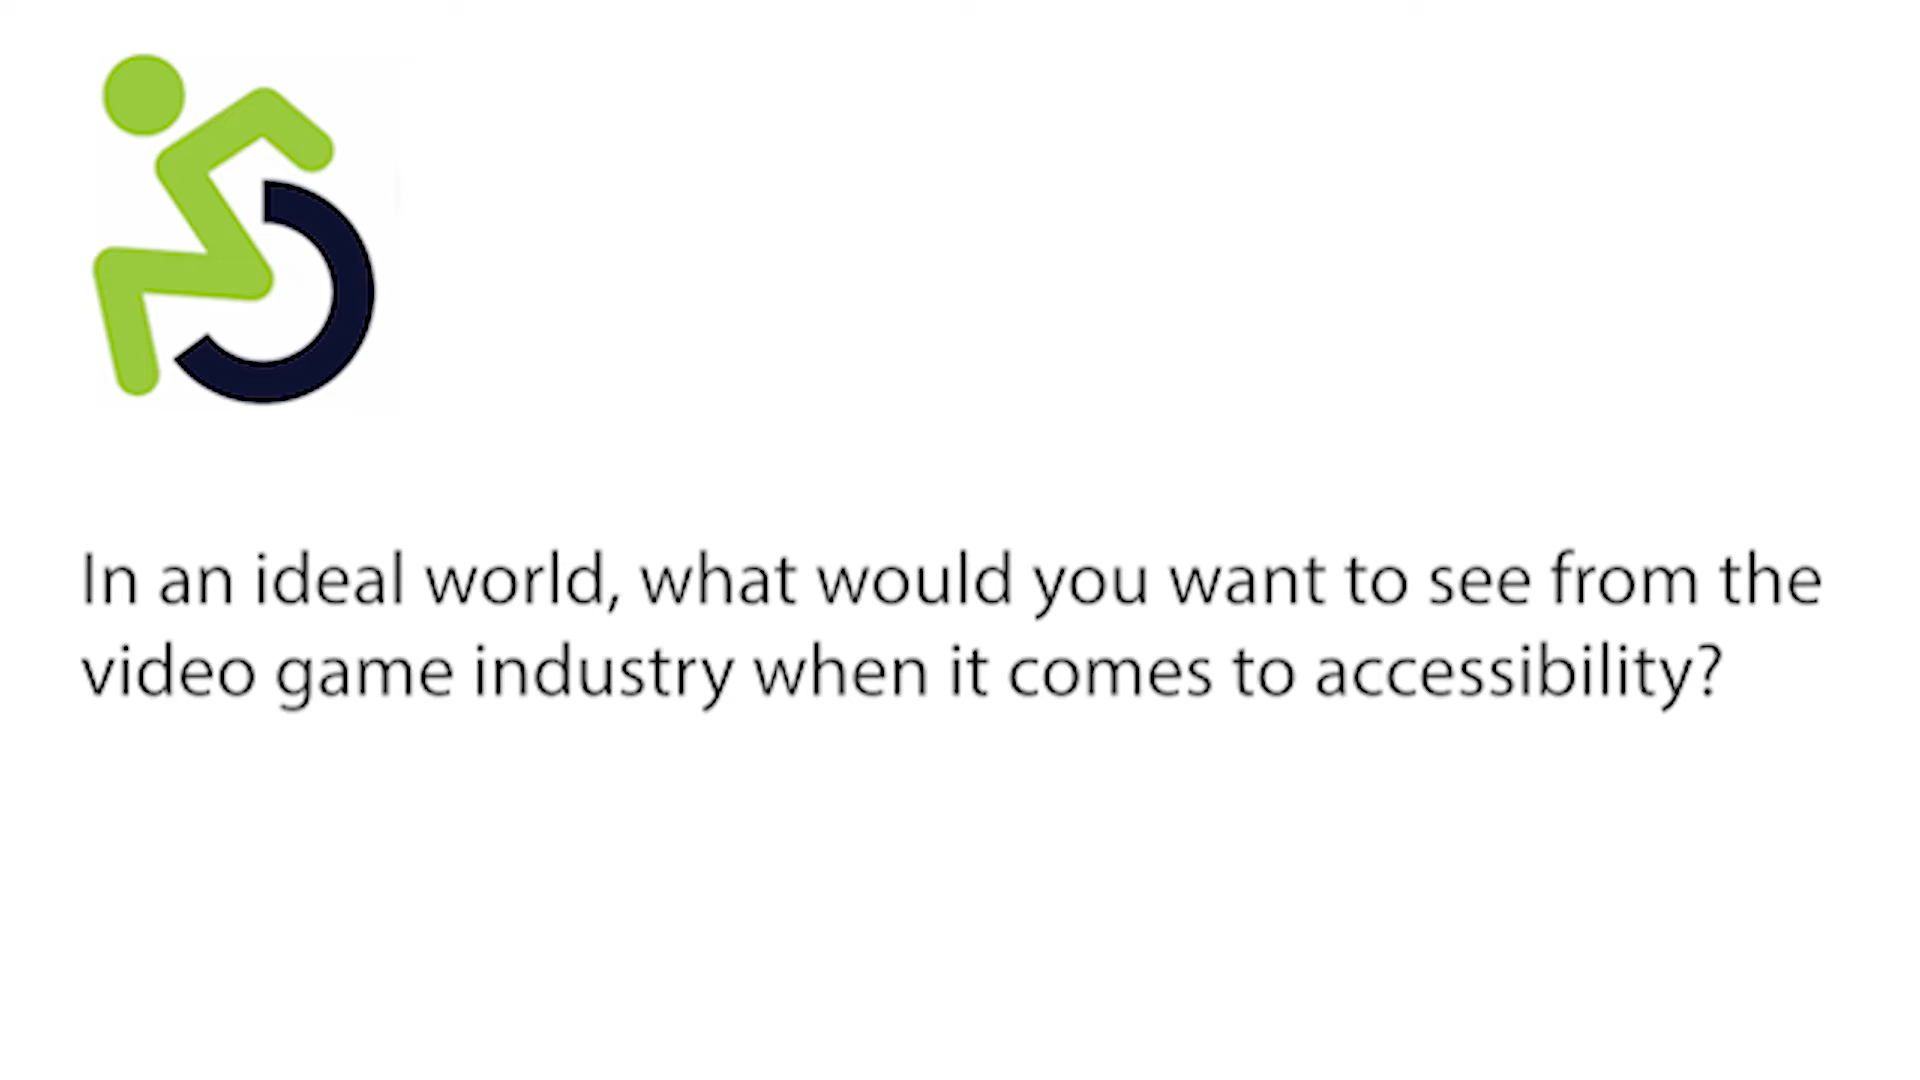 In an ideal world, what would you want to see from the
video game industry when it comes to accessibility?